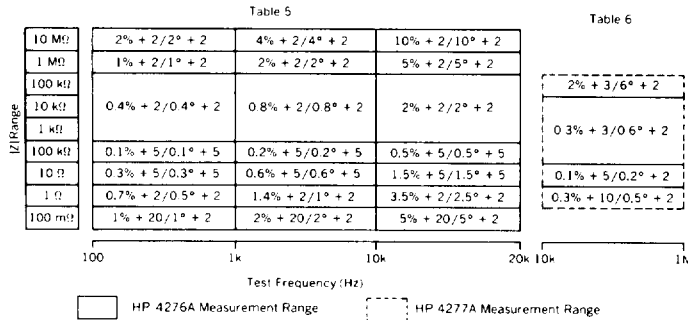 Table 5
Table 6
|Z| Range
10 MΩ 2% + 2/2° + 2 4% + 2/4° + 2 10% + 2/10° + 2
1 MΩ 1% + 2/1° + 2 2% + 2/2° + 2 5% + 2/5° + 2
100 kΩ 2% + 3/6° + 2
10 kΩ 0.4% + 2/0.4° + 2 0.8% + 2/0.8° + 2 2% + 2/2° + 2
1 kΩ 0.3% + 3/0.6° + 2
100 kΩ 0.1% + 5/0.1° + 5 0.2% + 5/0.2° + 5 0.5% + 5/0.5° + 5
10 Ω 0.3% + 5/0.3° + 5 0.6% + 5/0.6° + 5 1.5% + 5/1.5° + 5 0.1% + 5/0.2° + 2
1 Ω 0.7% + 2/0.5° + 2 1.4% + 2/1° + 2 3.5% + 2/2.5° + 2 0.3% + 10/0.5° + 2
100 mΩ 1% + 20/1° + 2 2% + 20/2° + 2 5% + 20/5° + 2
100 1k 10k 20k 10k 1M
Test Frequency (Hz)
HP 4276A Measurement Range HP 4277A Measurement Range